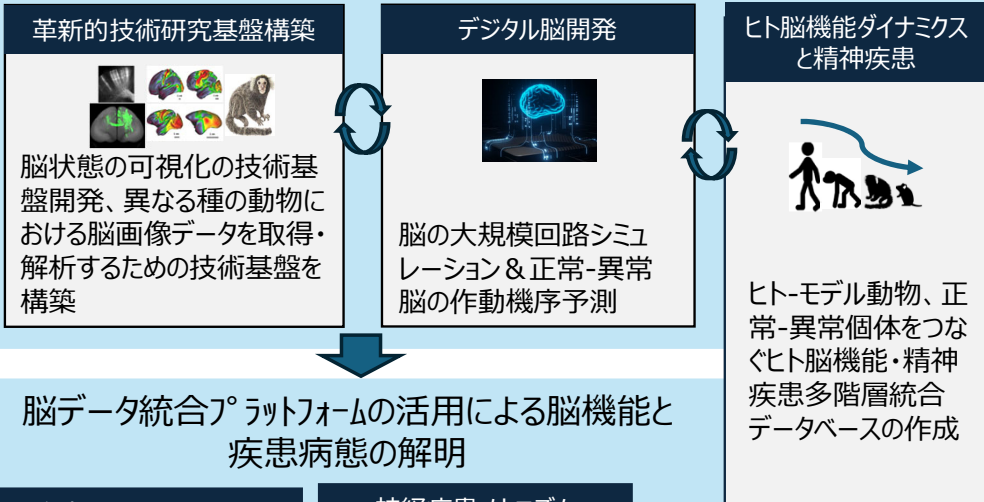 革新的技術研究基盤構築
脳状態の可視化の技術基
盤開発、異なる種の動物に
おける脳画像データを取得・
解析するための技術基盤を
構築
デジタル脳開発
脳の大規模回路シミュ
レーション＆正常-異常
脳の作動機序予測
ヒト脳機能ダイナミクス
と精神疾患
ヒト-モデル動物、正
常-異常個体をつな
ぐヒト脳機能・精神
疾患多階層統合
データベースの作成
脳データ統合プラットフォームの活用による脳機能と
疾患病態の解明